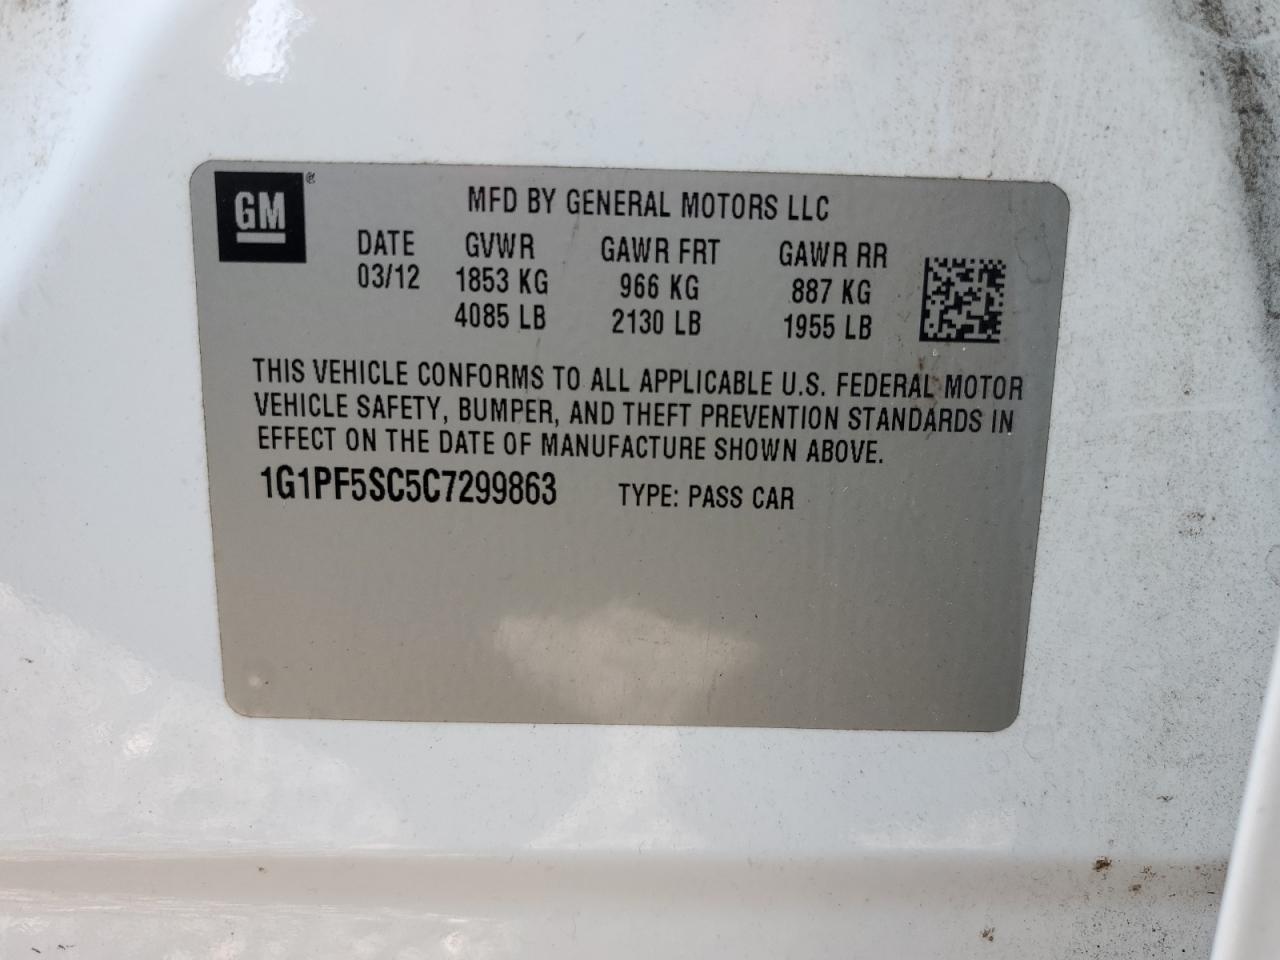 GM ®
MFD BY GENERAL MOTORS LLC
DATE GVWR GAWR FRT GAWR RR
03/12 1853 KG 966 KG 887 KG
4085 LB 2130 LB 1955 LB
THIS VEHICLE CONFORMS TO ALL APPLICABLE U.S. FEDERAL MOTOR
VEHICLE SAFETY, BUMPER, AND THEFT PREVENTION STANDARDS IN
EFFECT ON THE DATE OF MANUFACTURE SHOWN ABOVE.
1G1PF5SC5C7299863 TYPE: PASS CAR